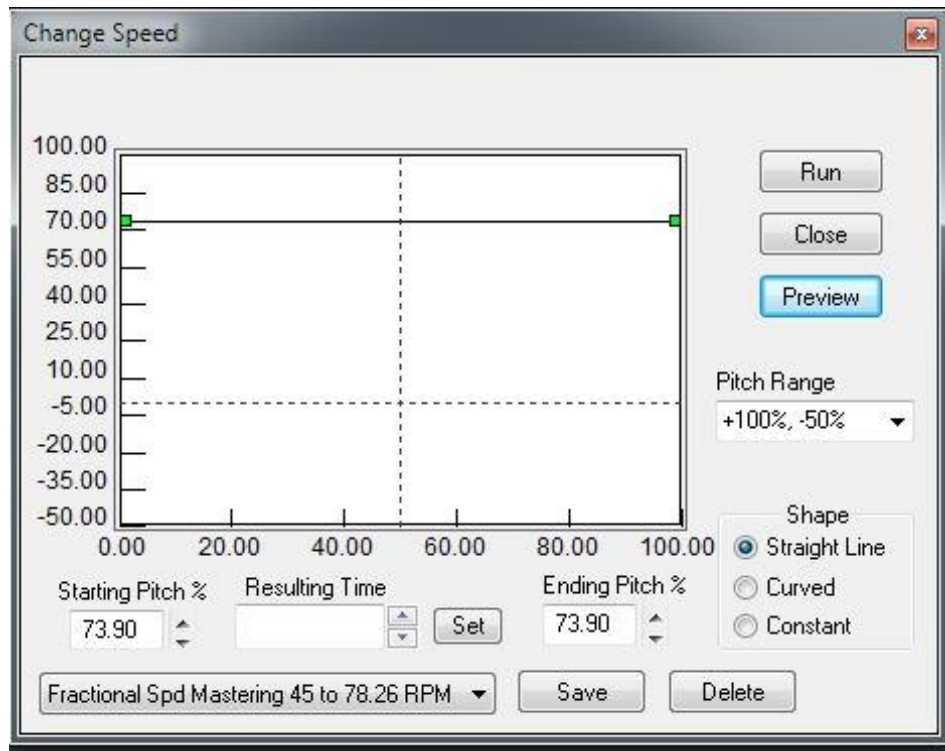 Change Speed
100.00
85.00
70.00
55.00
40.00
25.00
10.00
-5.00
-20.00
-35.00
-50.00
0.00 20.00 40.00 60.00 80.00 100.00
Run
Close
Preview
Pitch Range
+100%, -50%
Shape
Straight Line
Curved
Constant
Starting Pitch % Resulting Time Ending Pitch %
73.90 Set 73.90
Fractional Spd Mastering 45 to 78.26 RPM Save Delete